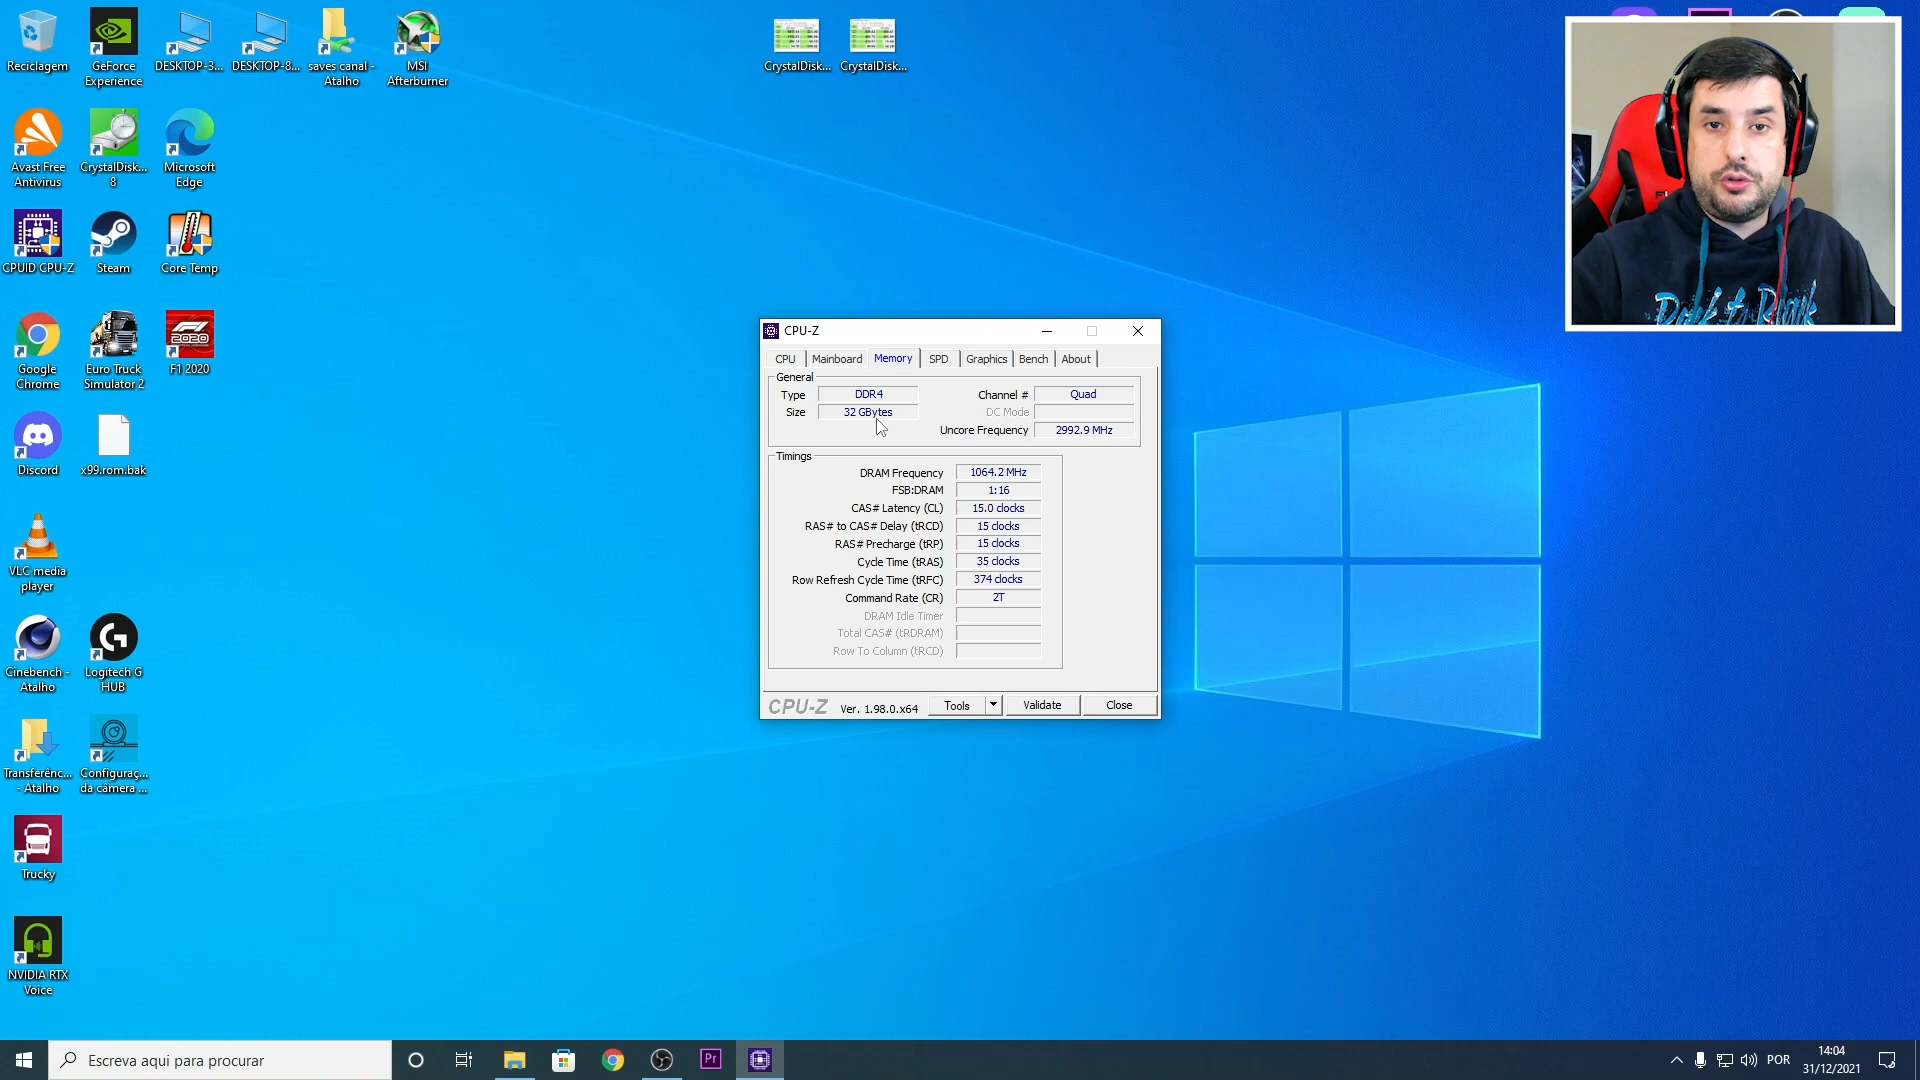 Reciclagem
GeForce
Experience
DESKTOP-3...
DESKTOP-8...
saves canal -
Atalho
MSI
Afterburner
CrystalDisk...
CrystalDisk...
Avast Free
Antivirus
CrystalDisk...
8
Microsoft
Edge
CPUID CPU-Z
Steam
Core Temp
Google
Chrome
Euro Truck
Simulator 2
F1 2020
F1 2020
Discord
x99.rom.bak
VLC media
player
Cinebench -
Atalho
Logitech G
HUB
Transferênc...
- Atalho
Configuraç...
da câmera ...
Trucky
NVIDIA RTX
Voice
CPU-Z
CPU Mainboard Memory SPD Graphics Bench About
General
Type DDR4 Channel # Quad
Size 32 GBytes DC Mode
Uncore Frequency 2992.9 MHz
Timings
DRAM Frequency 1064.2 MHz
FSB:DRAM 1:16
CAS# Latency (CL) 15.0 clocks
RAS# to CAS# Delay (tRCD) 15 clocks
RAS# Precharge (tRP) 15 clocks
Cycle Time (tRAS) 35 clocks
Row Refresh Cycle Time (tRFC) 374 clocks
Command Rate (CR) 2T
DRAM Idle Timer
Total CAS# (tRDRAM)
Row To Column (tRCD)
CPU-Z Ver. 1.98.0.x64 Tools Validate Close
Escreva aqui para procurar
Pr
POR
14:04
31/12/2021